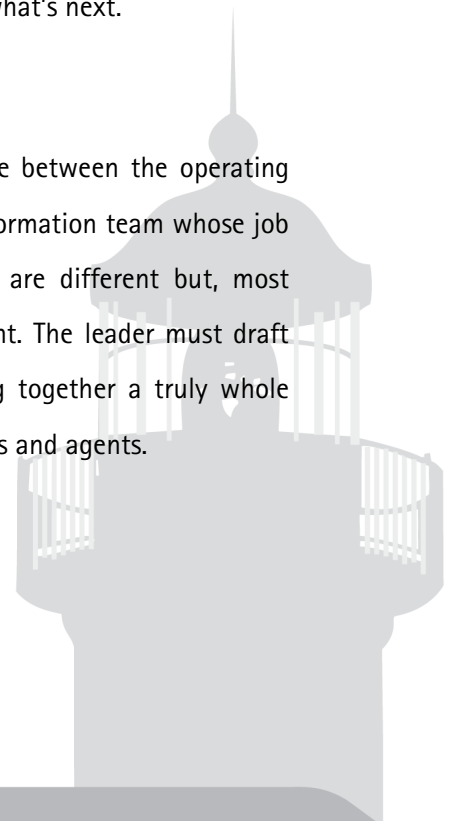 what's next.
e between the operating
ormation team whose job
are different but, most
nt. The leader must draft
g together a truly whole
s and agents.